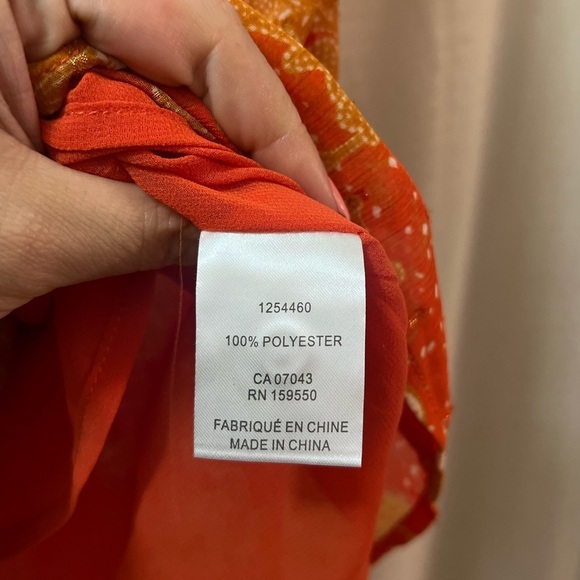 1254460
100% POLYESTER
CA 07043
RN 159550
FABRIQUÉ EN CHINE
MADE IN CHINA